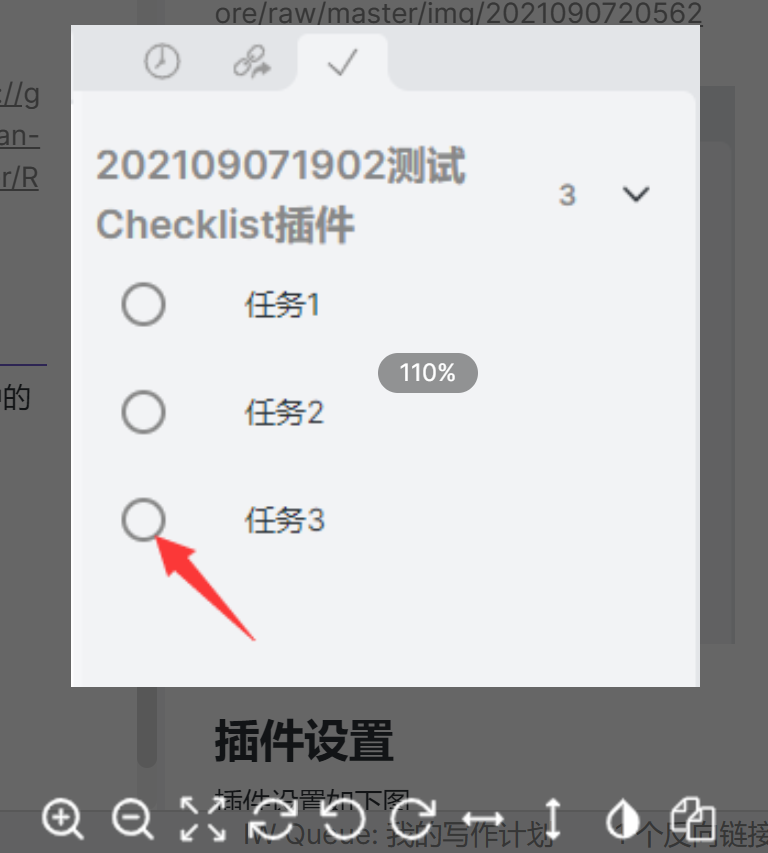 ore/raw/master/img/2021090720562
://g
an-
r/R
202109071902测试
Checklist插件
3
任务1
110%
的
任务2
任务3
插件设置
插件设置如下图
IW Queue: 我的写作计划
1 个反向链接